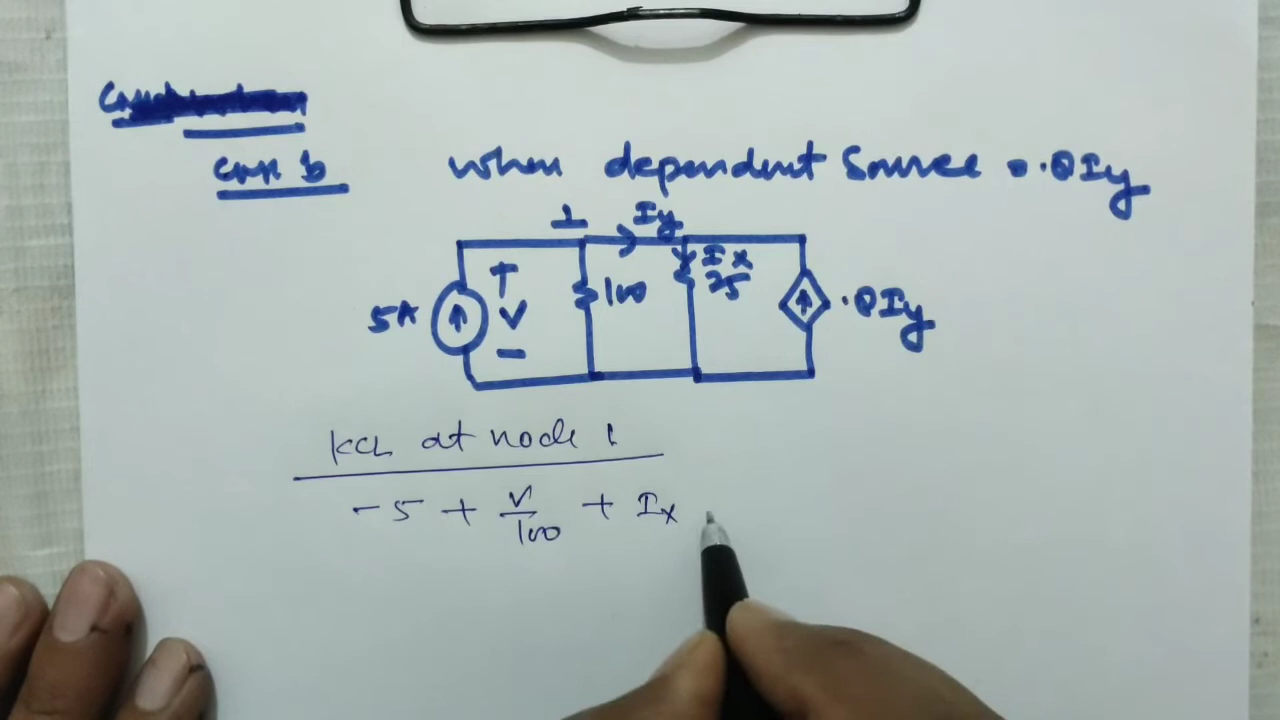 case b
when dependent source 0.8Iy
1 Iy
Ix
5A + V - 100 25 .8Iy
KCL at node 1
-5 + V/100 + Ix